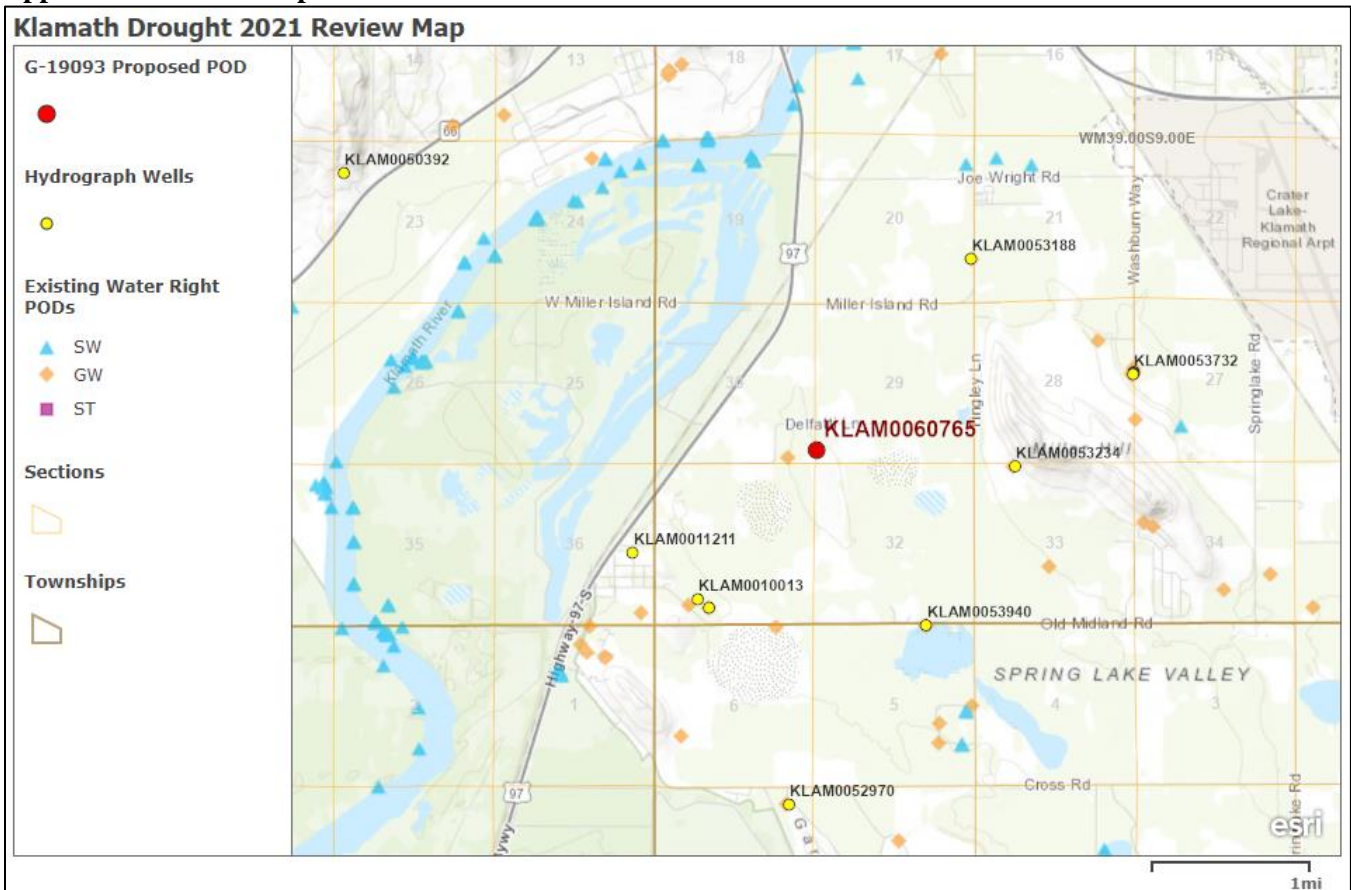 Klamath Drought 2021 Review Map
G-19093 Proposed POD
Hydrograph Wells
Existing Water Right
PODs
SW
GW
ST
Sections
Townships
14
13
18
17
16
15
66
WM39.00S9.00E
KLAM0050392
Joe Wright Rd
Washburn Way
Crater
Lake-
Klamath
Regional Arpt
23
24
19
20
21
22
97
KLAM0053188
W Miller Island Rd
Miller Island Rd
Klamath River
Tingley Ln
Springlake Rd
KLAM0053732
26
25
30
29
28
27
KLAM0060765
KLAM0053234
35
36
32
33
34
KLAM0011211
KLAM0010013
KLAM0053940
Old Midland Rd
Highway-97-S
SPRING LAKE VALLEY
2
1
6
5
4
3
97
KLAM0052970
Cross Rd
esri
1mi